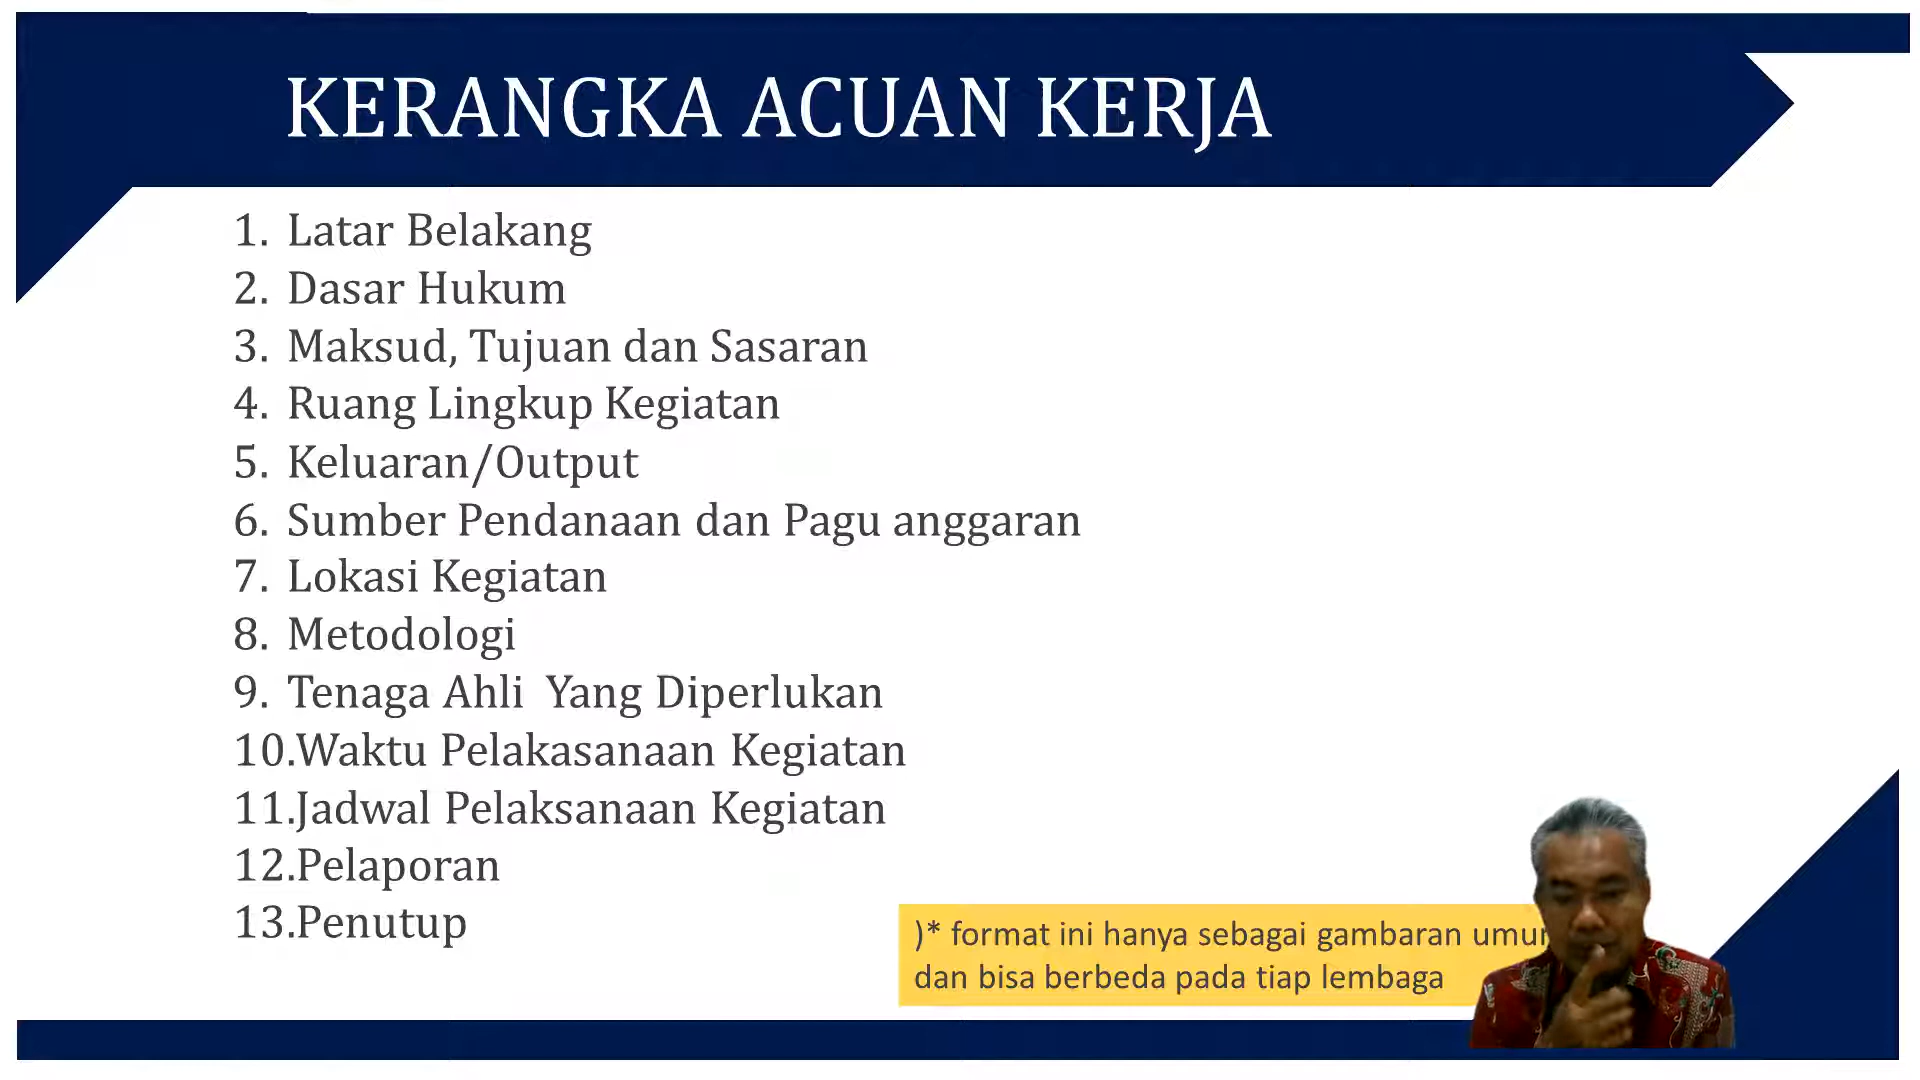 KERANGKA ACUAN KERJA
1. Latar Belakang
2. Dasar Hukum
3. Maksud, Tujuan dan Sasaran
4. Ruang Lingkup Kegiatan
5. Keluaran/Output
6. Sumber Pendanaan dan Pagu anggaran
7. Lokasi Kegiatan
8. Metodologi
9. Tenaga Ahli  Yang Diperlukan
10.Waktu Pelakasanaan Kegiatan
11.Jadwal Pelaksanaan Kegiatan
12.Pelaporan
13.Penutup
)* format ini hanya sebagai gambaran
dan bisa berbeda pada tiap lembaga